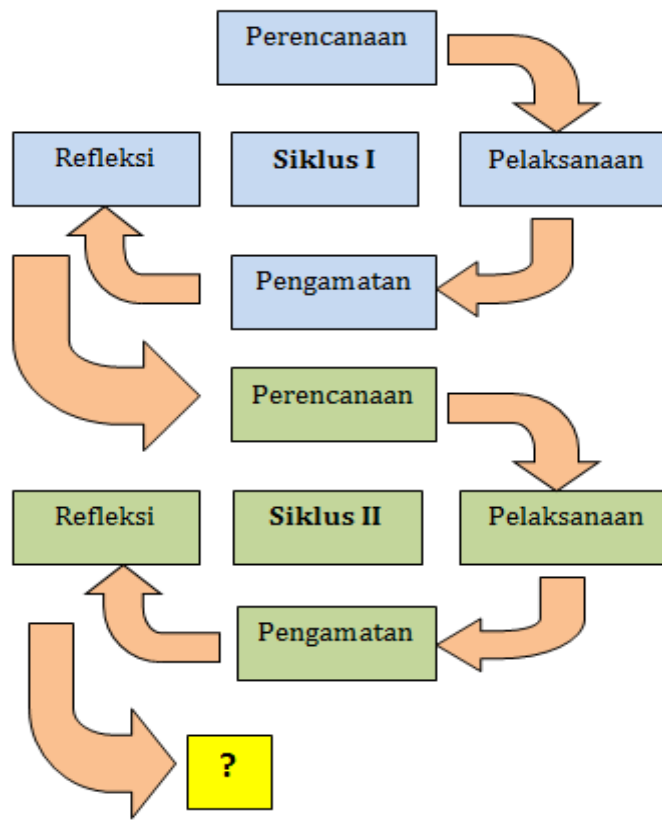 Perencanaan
Refleksi
Siklus I
Pelaksanaan
Pengamatan
Perencanaan
Refleksi
Siklus II
Pelaksanaan
Pengamatan
?